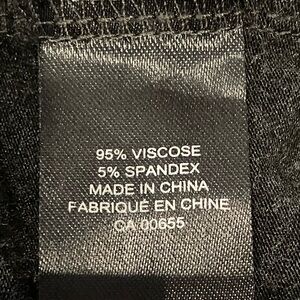 95% VISCOSE
5% SPANDEX
MADE IN CHINA
FABRIQUÉ EN CHINE
CA 00655